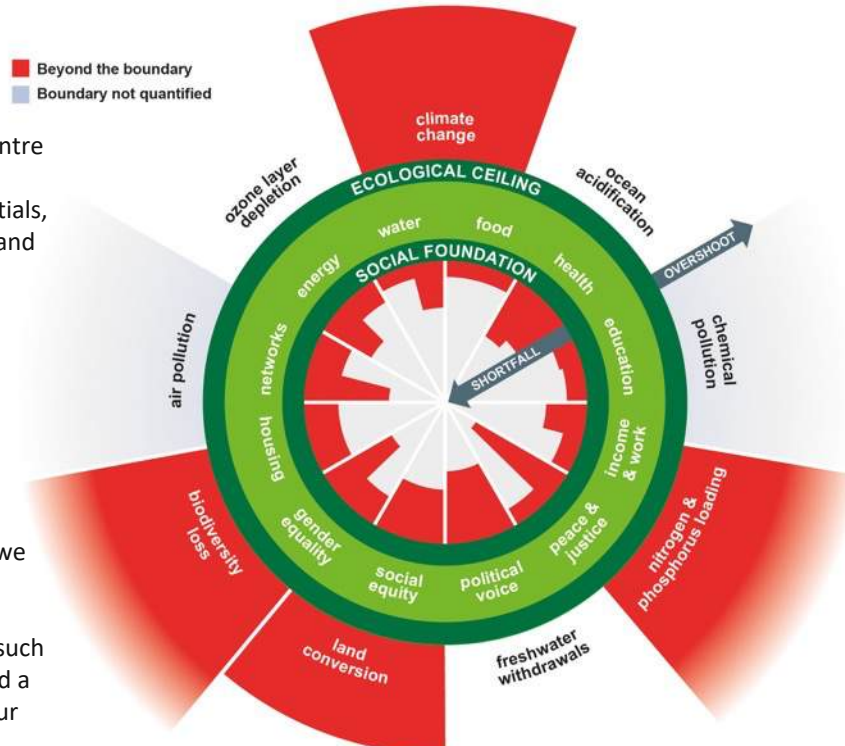 Beyond the boundary
Boundary not quantified
ntre
tials,
and
we
such
d a
ur
climate
change
ozone layer
depletion
ocean
acidification
ECOLOGICAL CEILING
OVERSHOOT
water
food
energy
health
SOCIAL FOUNDATION
SHORTFALL
networks
education
air pollution
chemical
pollution
housing
income
& work
gender
equality
peace &
justice
social
equity
political
voice
biodiversity
loss
nitrogen &
phosphorus loading
land
conversion
freshwater
withdrawals